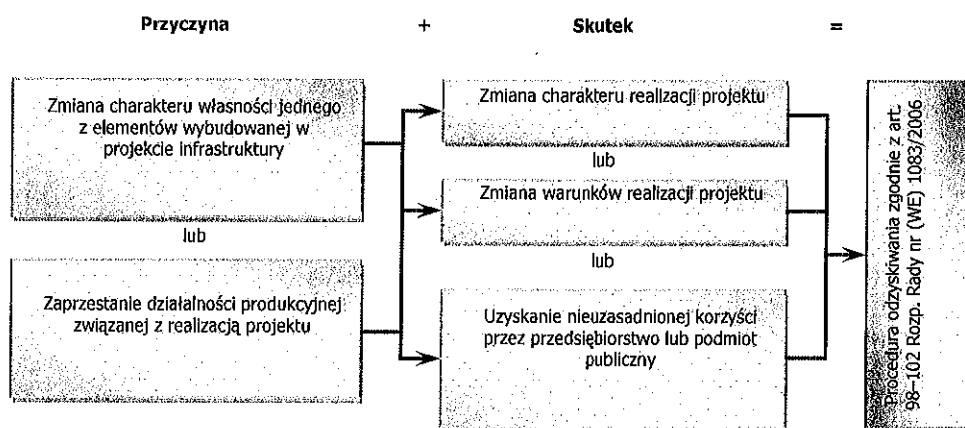 Przyczyna + Skutek =
Zmiana charakteru własności jednego
z elementów wybudowanej w
projekcie infrastruktury
lub
Zaprzestanie działalności produkcyjnej
związanej z realizacją projektu
Zmiana charakteru realizacji projektu
lub
Zmiana warunków realizacji projektu
lub
Uzyskanie nieuzasadnionej korzyści
przez przedsiębiorstwo lub podmiot
publiczny
Procedura odzyskiwania zgodnie z art.
98–102 Rozp. Rady nr (WE) 1083/2006